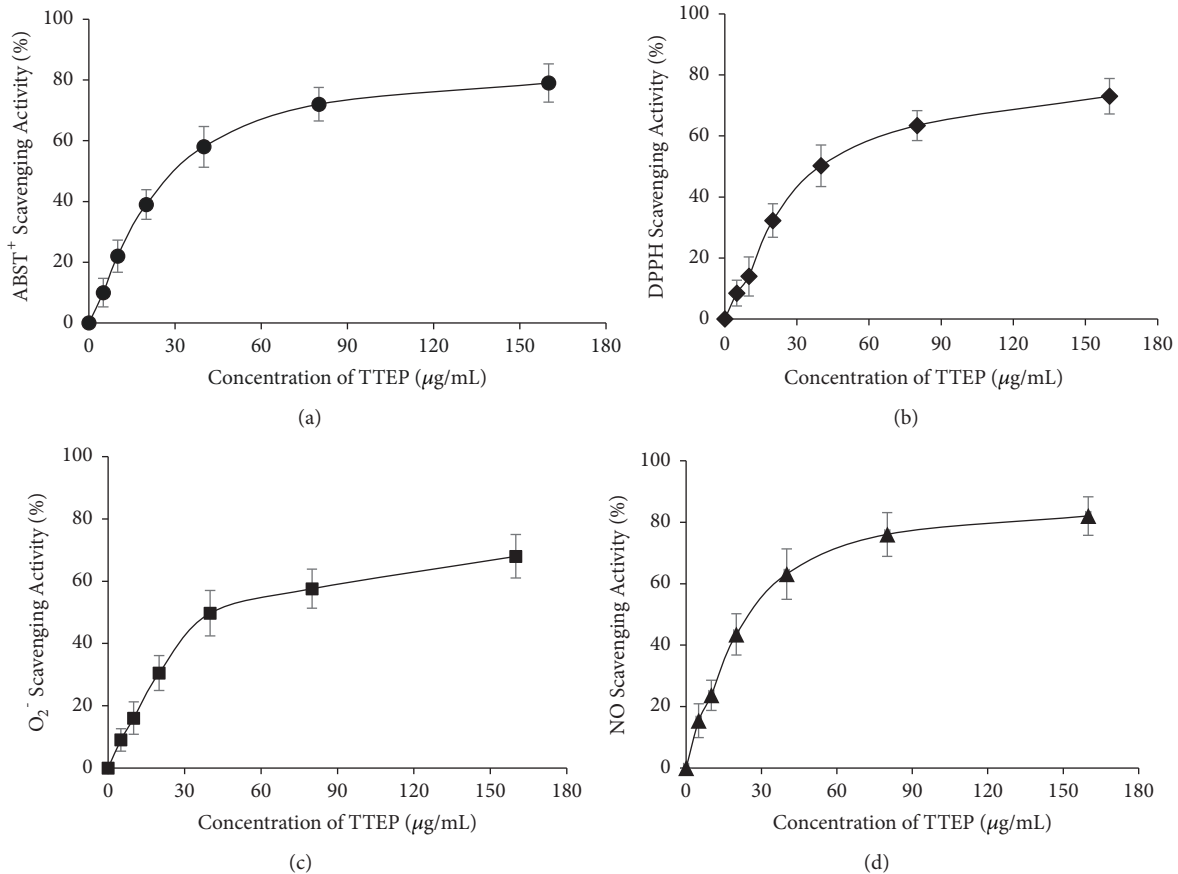 ABST⁺ Scavenging Activity (%)
100
80
60
40
20
0
0 30 60 90 120 150 180
Concentration of TTEP (μg/mL)
(a)
DPPH Scavenging Activity (%)
100
80
60
40
20
0
0 30 60 90 120 150 180
Concentration of TTEP (μg/mL)
(b)
O₂⁻ Scavenging Activity (%)
100
80
60
40
20
0
0 30 60 90 120 150 180
Concentration of TTEP (μg/mL)
(c)
NO Scavenging Activity (%)
100
80
60
40
20
0
0 30 60 90 120 150 180
Concentration of TTEP (μg/mL)
(d)